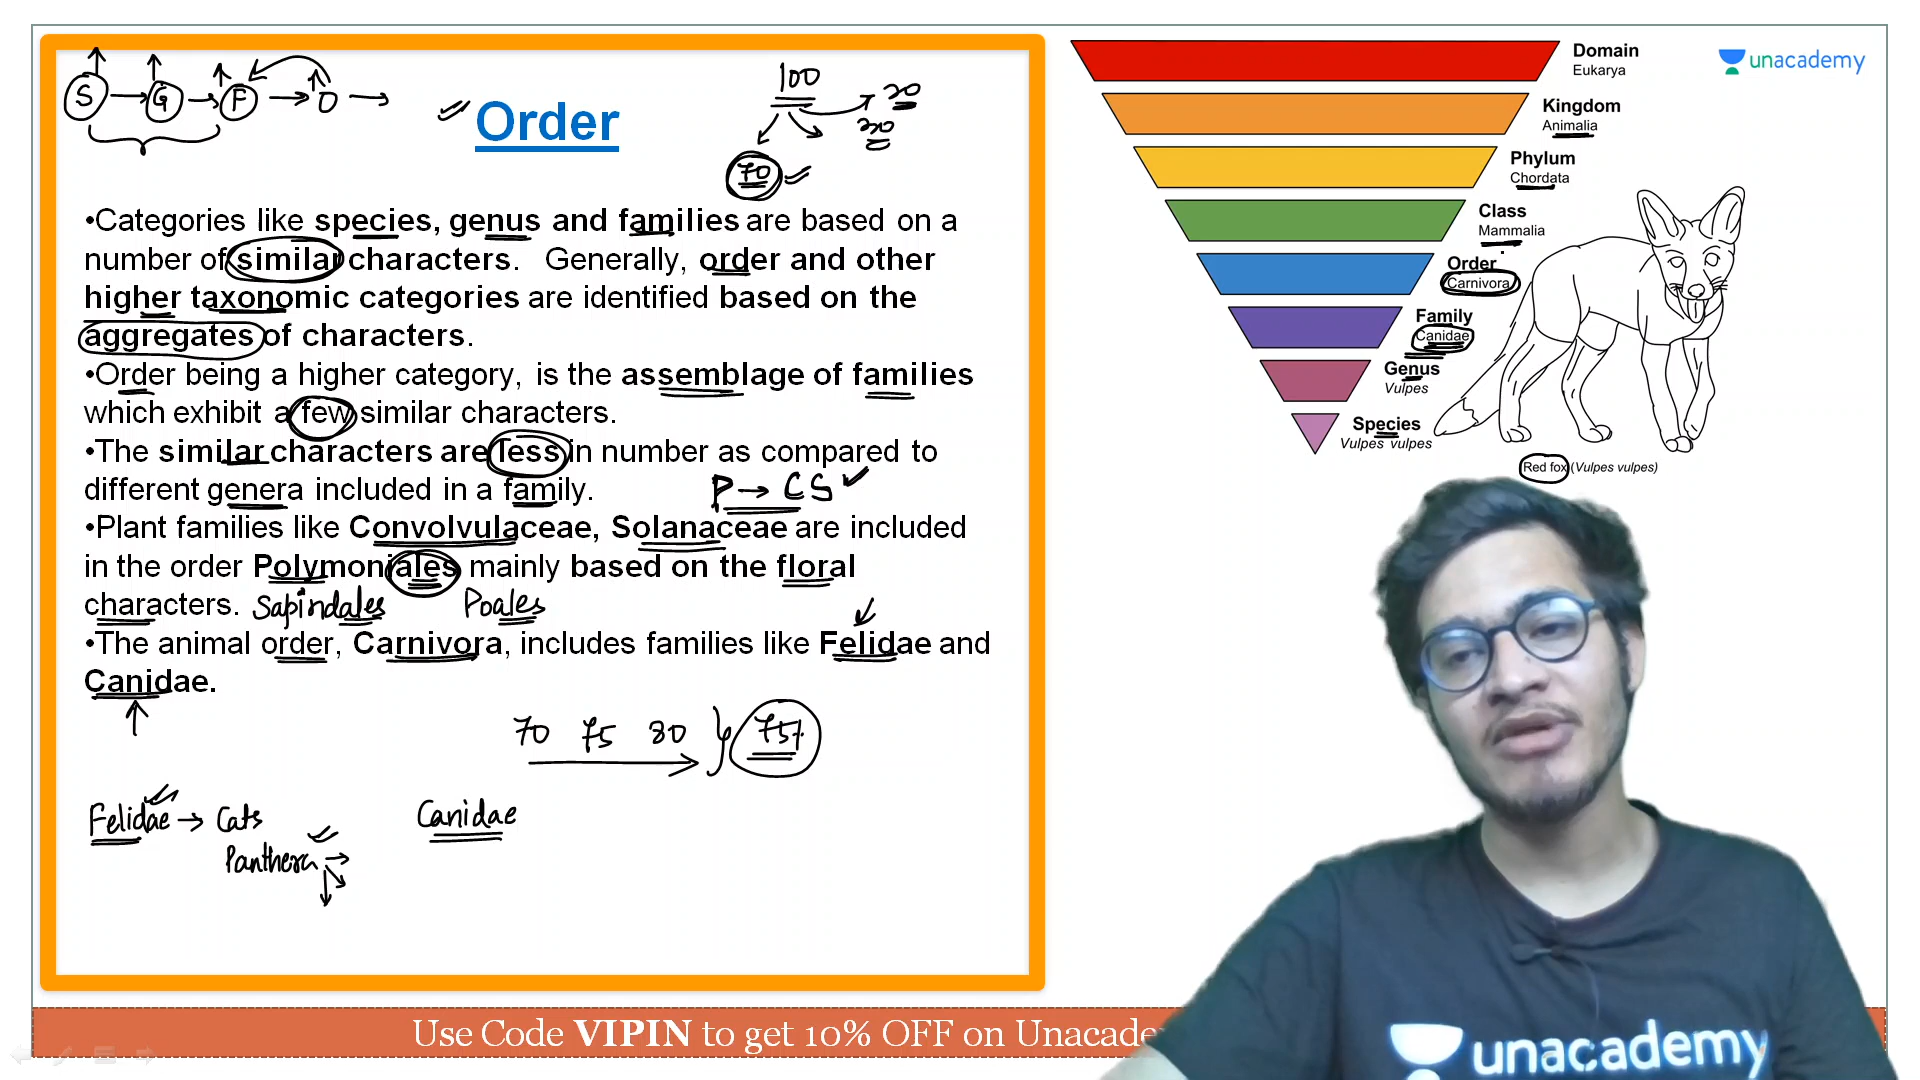 S → G → F → O →
Order
100
20
20
70
•Categories like species, genus and families are based on a
number of similar characters. Generally, order and other
higher taxonomic categories are identified based on the
aggregates of characters.
•Order being a higher category, is the assemblage of families
which exhibit a few similar characters.
•The similar characters are less in number as compared to
different genera included in a family.
P → CS
•Plant families like Convolvulaceae, Solanaceae are included
in the order Polymoniales mainly based on the floral
characters. Sapindales Poales
•The animal order, Carnivora, includes families like Felidae and
Canidae.
70 75 80 75%
Felidae → Cats
Panthera →
Canidae
Domain
Eukarya
Kingdom
Animalia
Phylum
Chordata
Class
Mammalia
Order
Carnivora
Family
Canidae
Genus
Vulpes
Species
Vulpes vulpes
Red fox (Vulpes vulpes)
unacademy
Use Code VIPIN to get 10% OFF on Unacade
unacademy